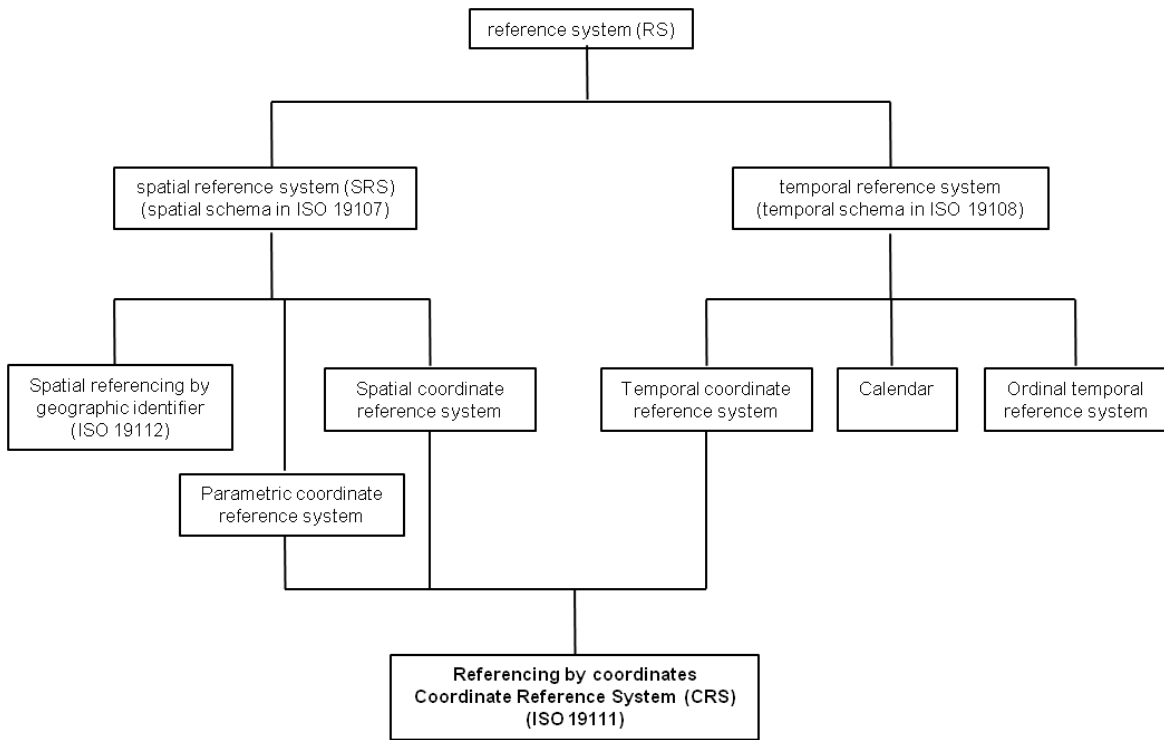 reference system (RS)
spatial reference system (SRS)
(spatial schema in ISO 19107)
temporal reference system
(temporal schema in ISO 19108)
Spatial referencing by
geographic identifier
(ISO 19112)
Spatial coordinate
reference system
Temporal coordinate
reference system
Calendar
Ordinal temporal
reference system
Parametric coordinate
reference system
Referencing by coordinates
Coordinate Reference System (CRS)
(ISO 19111)